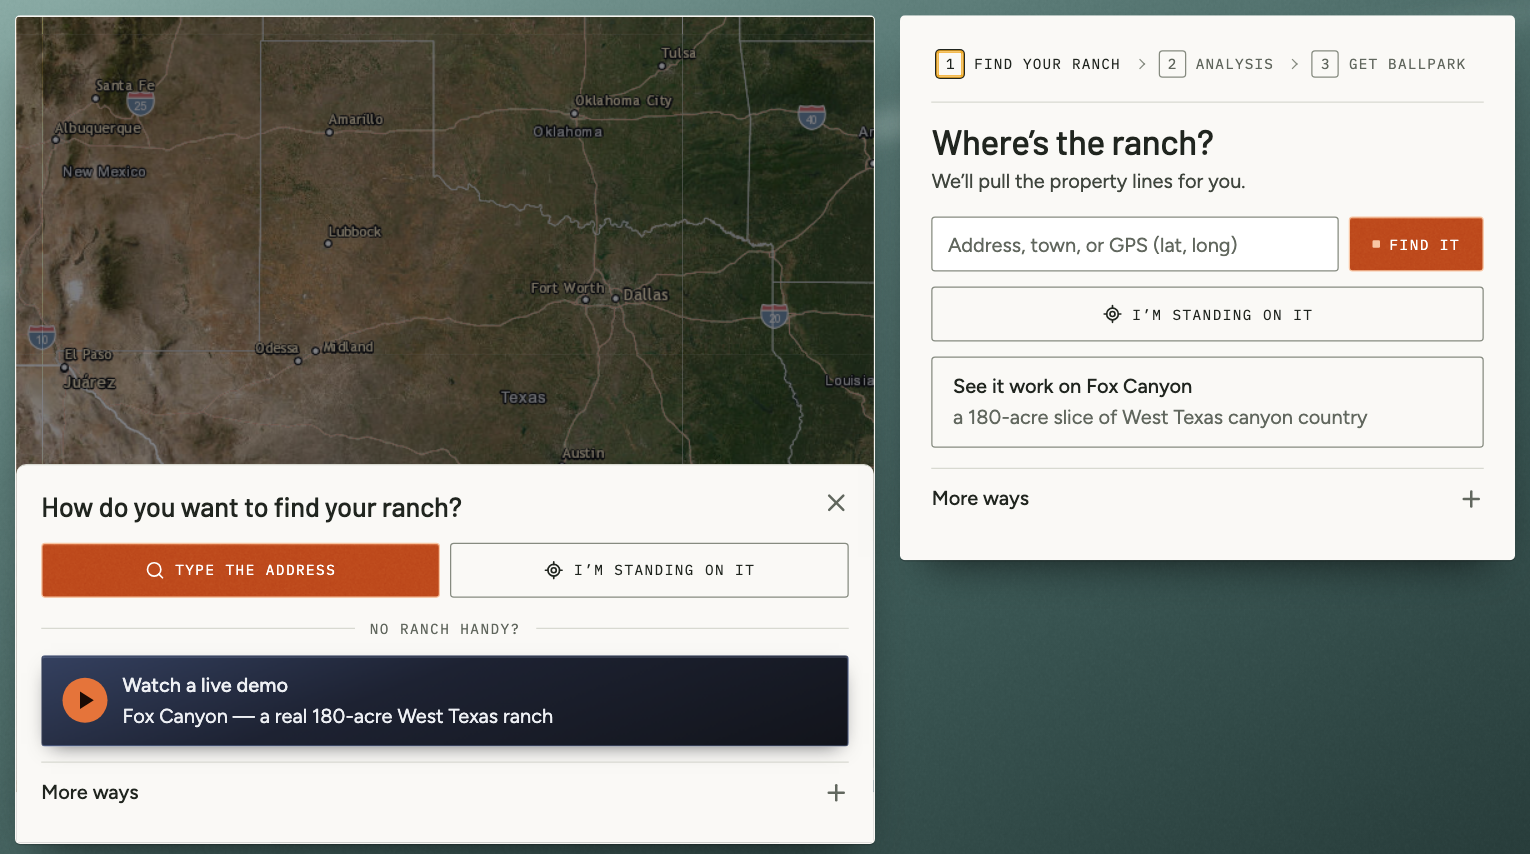 Tulsa
Santa Fe
25
Oklahoma City
Albuquerque
Amarillo
Oklahoma
40
New Mexico
Lubbock
Fort Worth
Dallas
10
20
El Paso
Odessa
Midland
Juárez
Louisia
Texas
Austin
How do you want to find your ranch?
TYPE THE ADDRESS
I’M STANDING ON IT
NO RANCH HANDY?
Watch a live demo
Fox Canyon — a real 180-acre West Texas ranch
More ways
1 FIND YOUR RANCH > 2 ANALYSIS > 3 GET BALLPARK
Where’s the ranch?
We’ll pull the property lines for you.
Address, town, or GPS (lat, long)
FIND IT
I’M STANDING ON IT
See it work on Fox Canyon
a 180-acre slice of West Texas canyon country
More ways